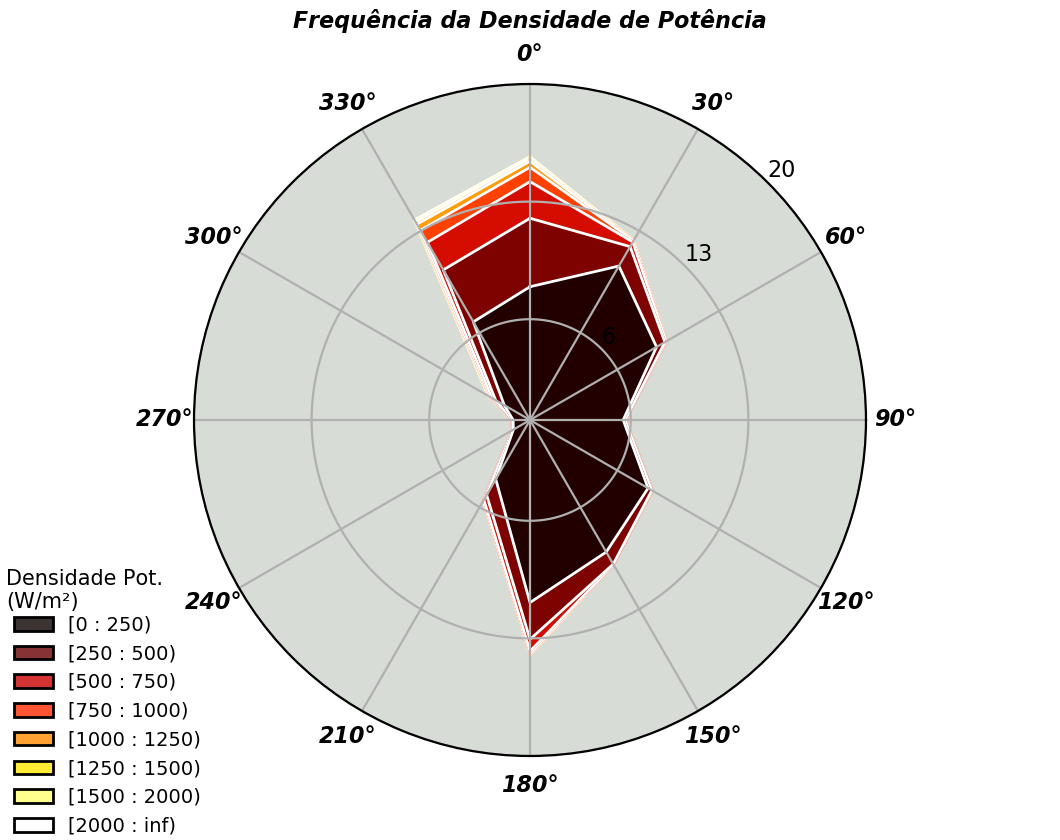 Frequência da Densidade de Potência
0°
330°
30°
20
300°
60°
13
6
270°
90°
240°
120°
210°
150°
180°
Densidade Pot.
(W/m²)
[0 : 250)
[250 : 500)
[500 : 750)
[750 : 1000)
[1000 : 1250)
[1250 : 1500)
[1500 : 2000)
[2000 : inf)